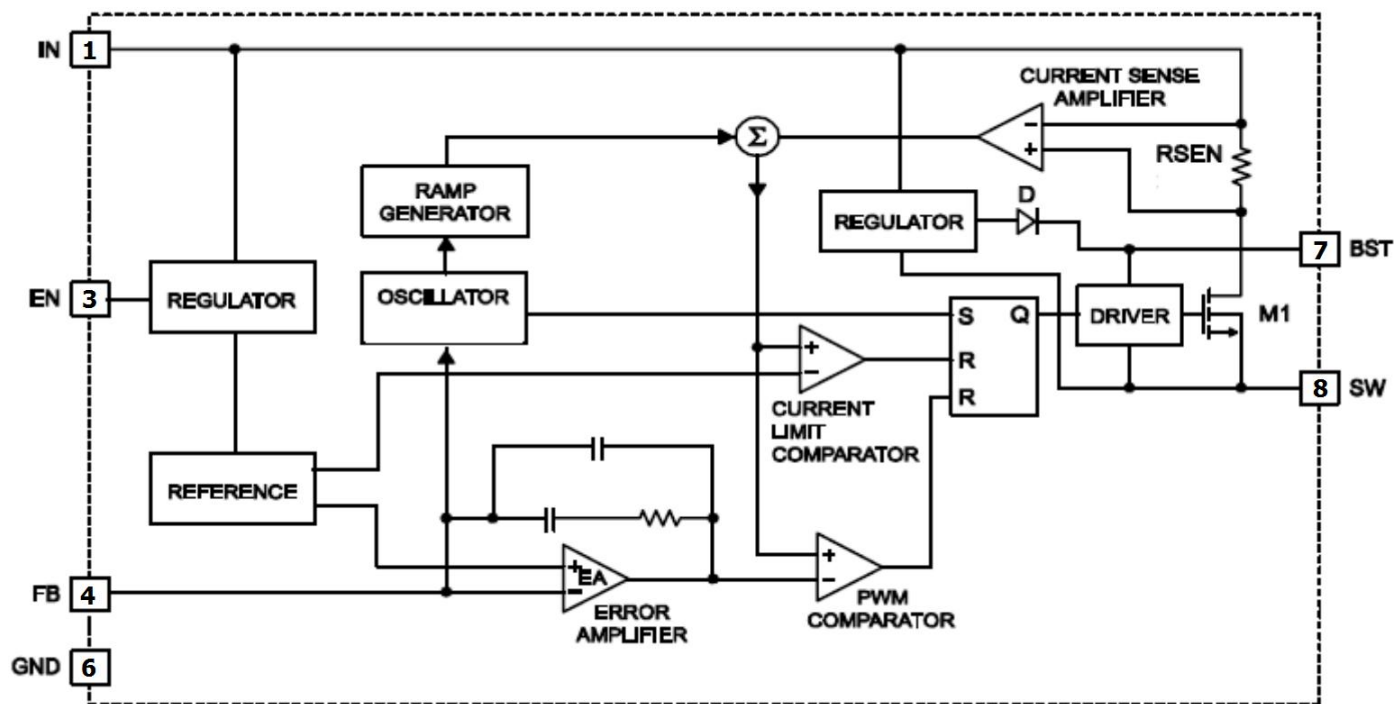 IN 1
CURRENT SENSE
AMPLIFIER
Σ
-
+
RSEN
RAMP
GENERATOR
D
REGULATOR
7 BST
EN 3
REGULATOR
OSCILLATOR
S Q
DRIVER
M1
+
-
R
R
8 SW
CURRENT
LIMIT
COMPARATOR
REFERENCE
+
EA
-
+
-
FB 4
ERROR
AMPLIFIER
PWM
COMPARATOR
GND 6